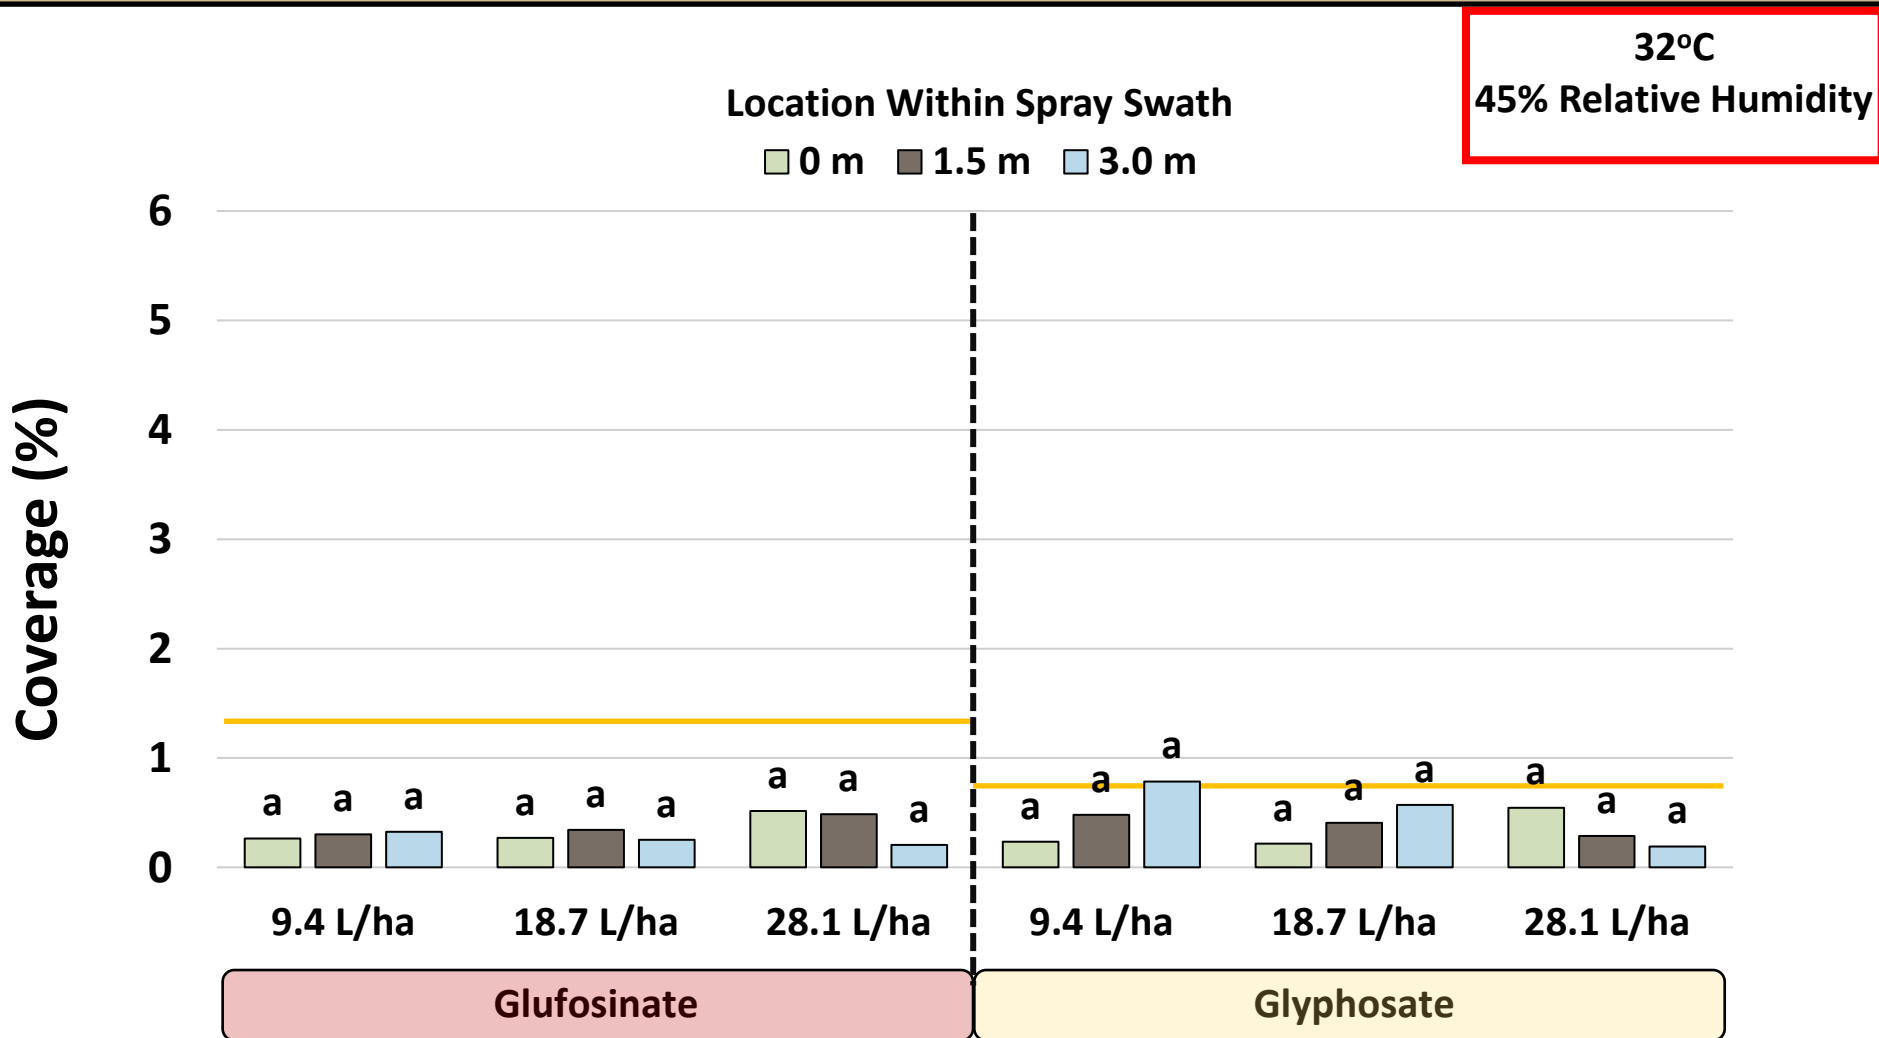 32ºC
45% Relative Humidity
Location Within Spray Swath
0 m 1.5 m 3.0 m
6
5
4
3
2
1
0
Coverage (%)
a a a a a a a a a a a a a a a a a a
9.4 L/ha 18.7 L/ha 28.1 L/ha 9.4 L/ha 18.7 L/ha 28.1 L/ha
Glufosinate Glyphosate